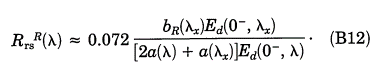 R_rs^R(λ) ≈ 0.072 b_R(λ_x)E_d(0⁻, λ_x) / {[2a(λ) + a(λ_x)]E_d(0⁻, λ)} · (B12)